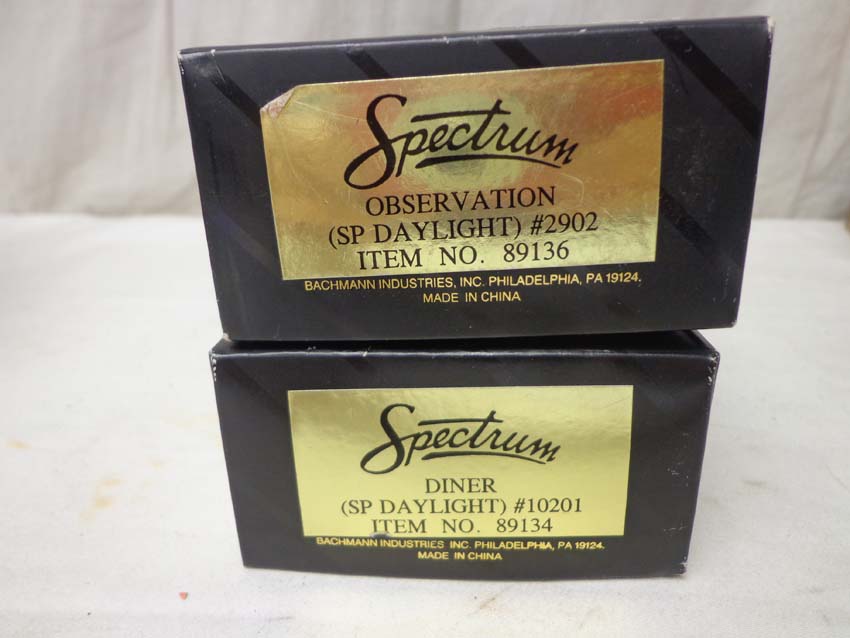 Spectrum
OBSERVATION
(SP DAYLIGHT) #2902
ITEM NO. 89136
BACHMANN INDUSTRIES, INC. PHILADELPHIA, PA 19124.
MADE IN CHINA
Spectrum
DINER
(SP DAYLIGHT) #10201
ITEM NO. 89134
BACHMANN INDUSTRIES INC. PHILADELPHIA, PA 19124.
MADE IN CHINA